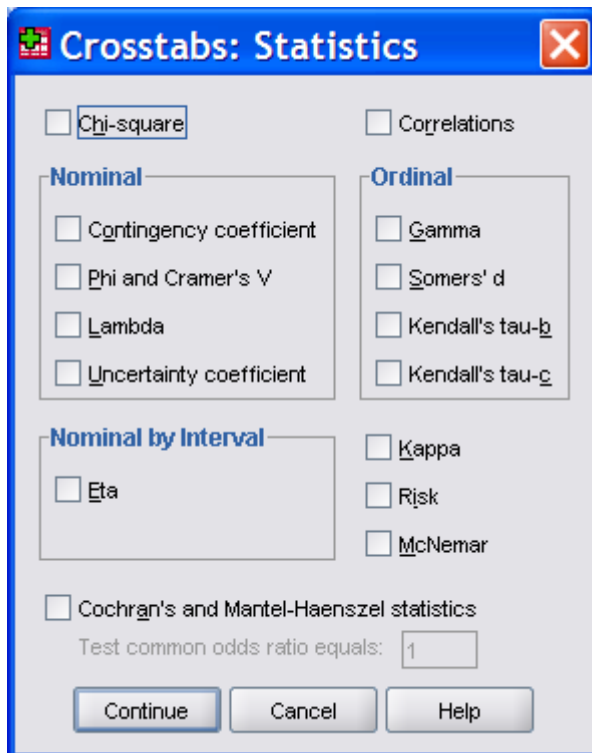 Crosstabs: Statistics
Chi-square
Correlations
Nominal
Contingency coefficient
Phi and Cramer's V
Lambda
Uncertainty coefficient
Ordinal
Gamma
Somers' d
Kendall's tau-b
Kendall's tau-c
Nominal by Interval
Eta
Kappa
Risk
McNemar
Cochran's and Mantel-Haenszel statistics
Test common odds ratio equals: 1
Continue
Cancel
Help